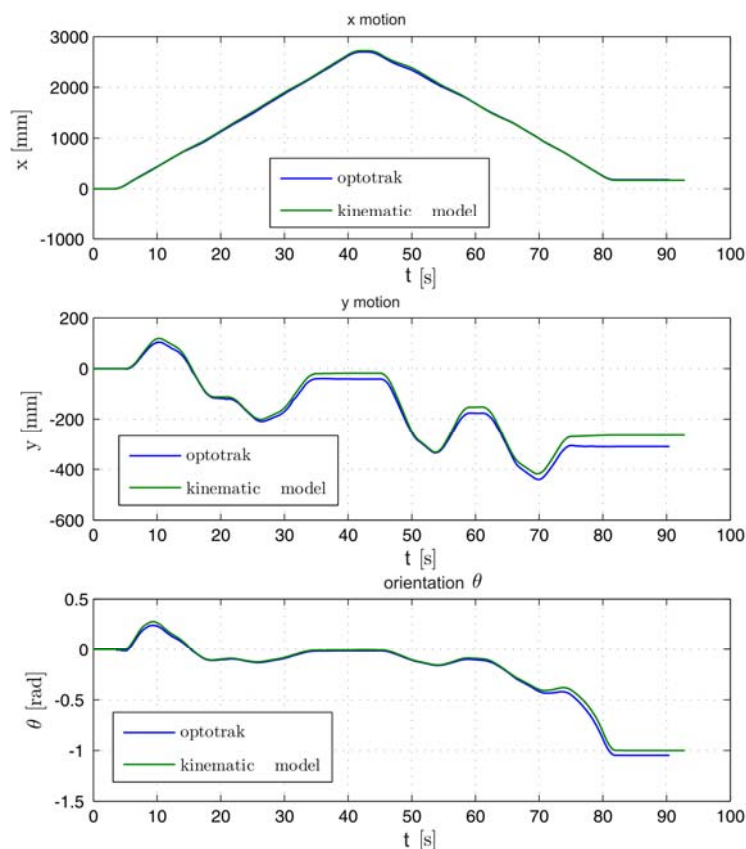 x motion
3000
2000
1000
0
-1000
x [mm]
optotrak
kinematic model
0 10 20 30 40 50 60 70 80 90 100
t [s]
y motion
200
0
-200
-400
-600
y [mm]
optotrak
kinematic model
0 10 20 30 40 50 60 70 80 90 100
t [s]
orientation θ
0.5
0
-0.5
-1
-1.5
θ [rad]
optotrak
kinematic model
0 10 20 30 40 50 60 70 80 90 100
t [s]